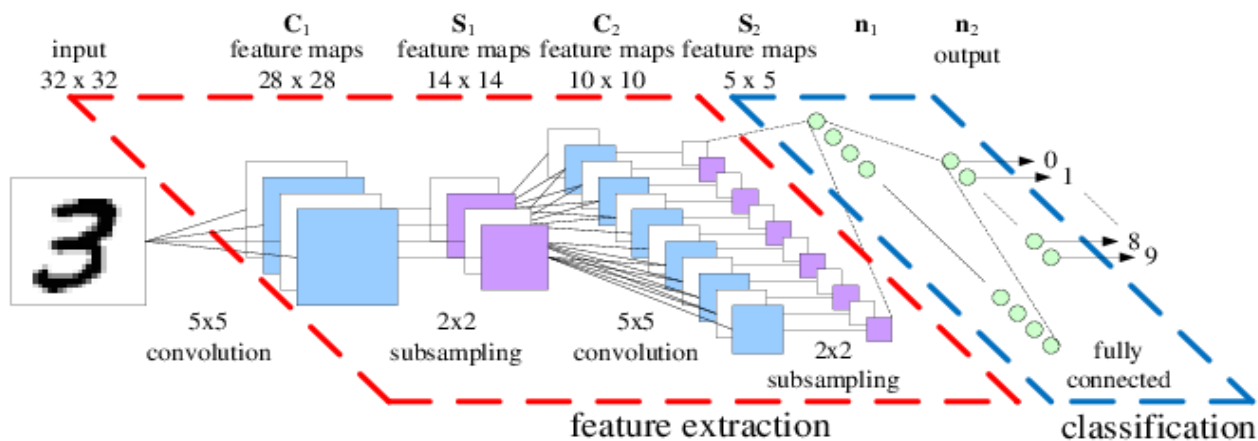 input
32 x 32
C₁
feature maps
28 x 28
S₁
feature maps
14 x 14
C₂
feature maps
10 x 10
S₂
feature maps
5 x 5
n₁
n₂
output
3
0
1
8
9
5x5
convolution
2x2
subsampling
5x5
convolution
2x2
subsampling
fully
connected
feature extraction
classification